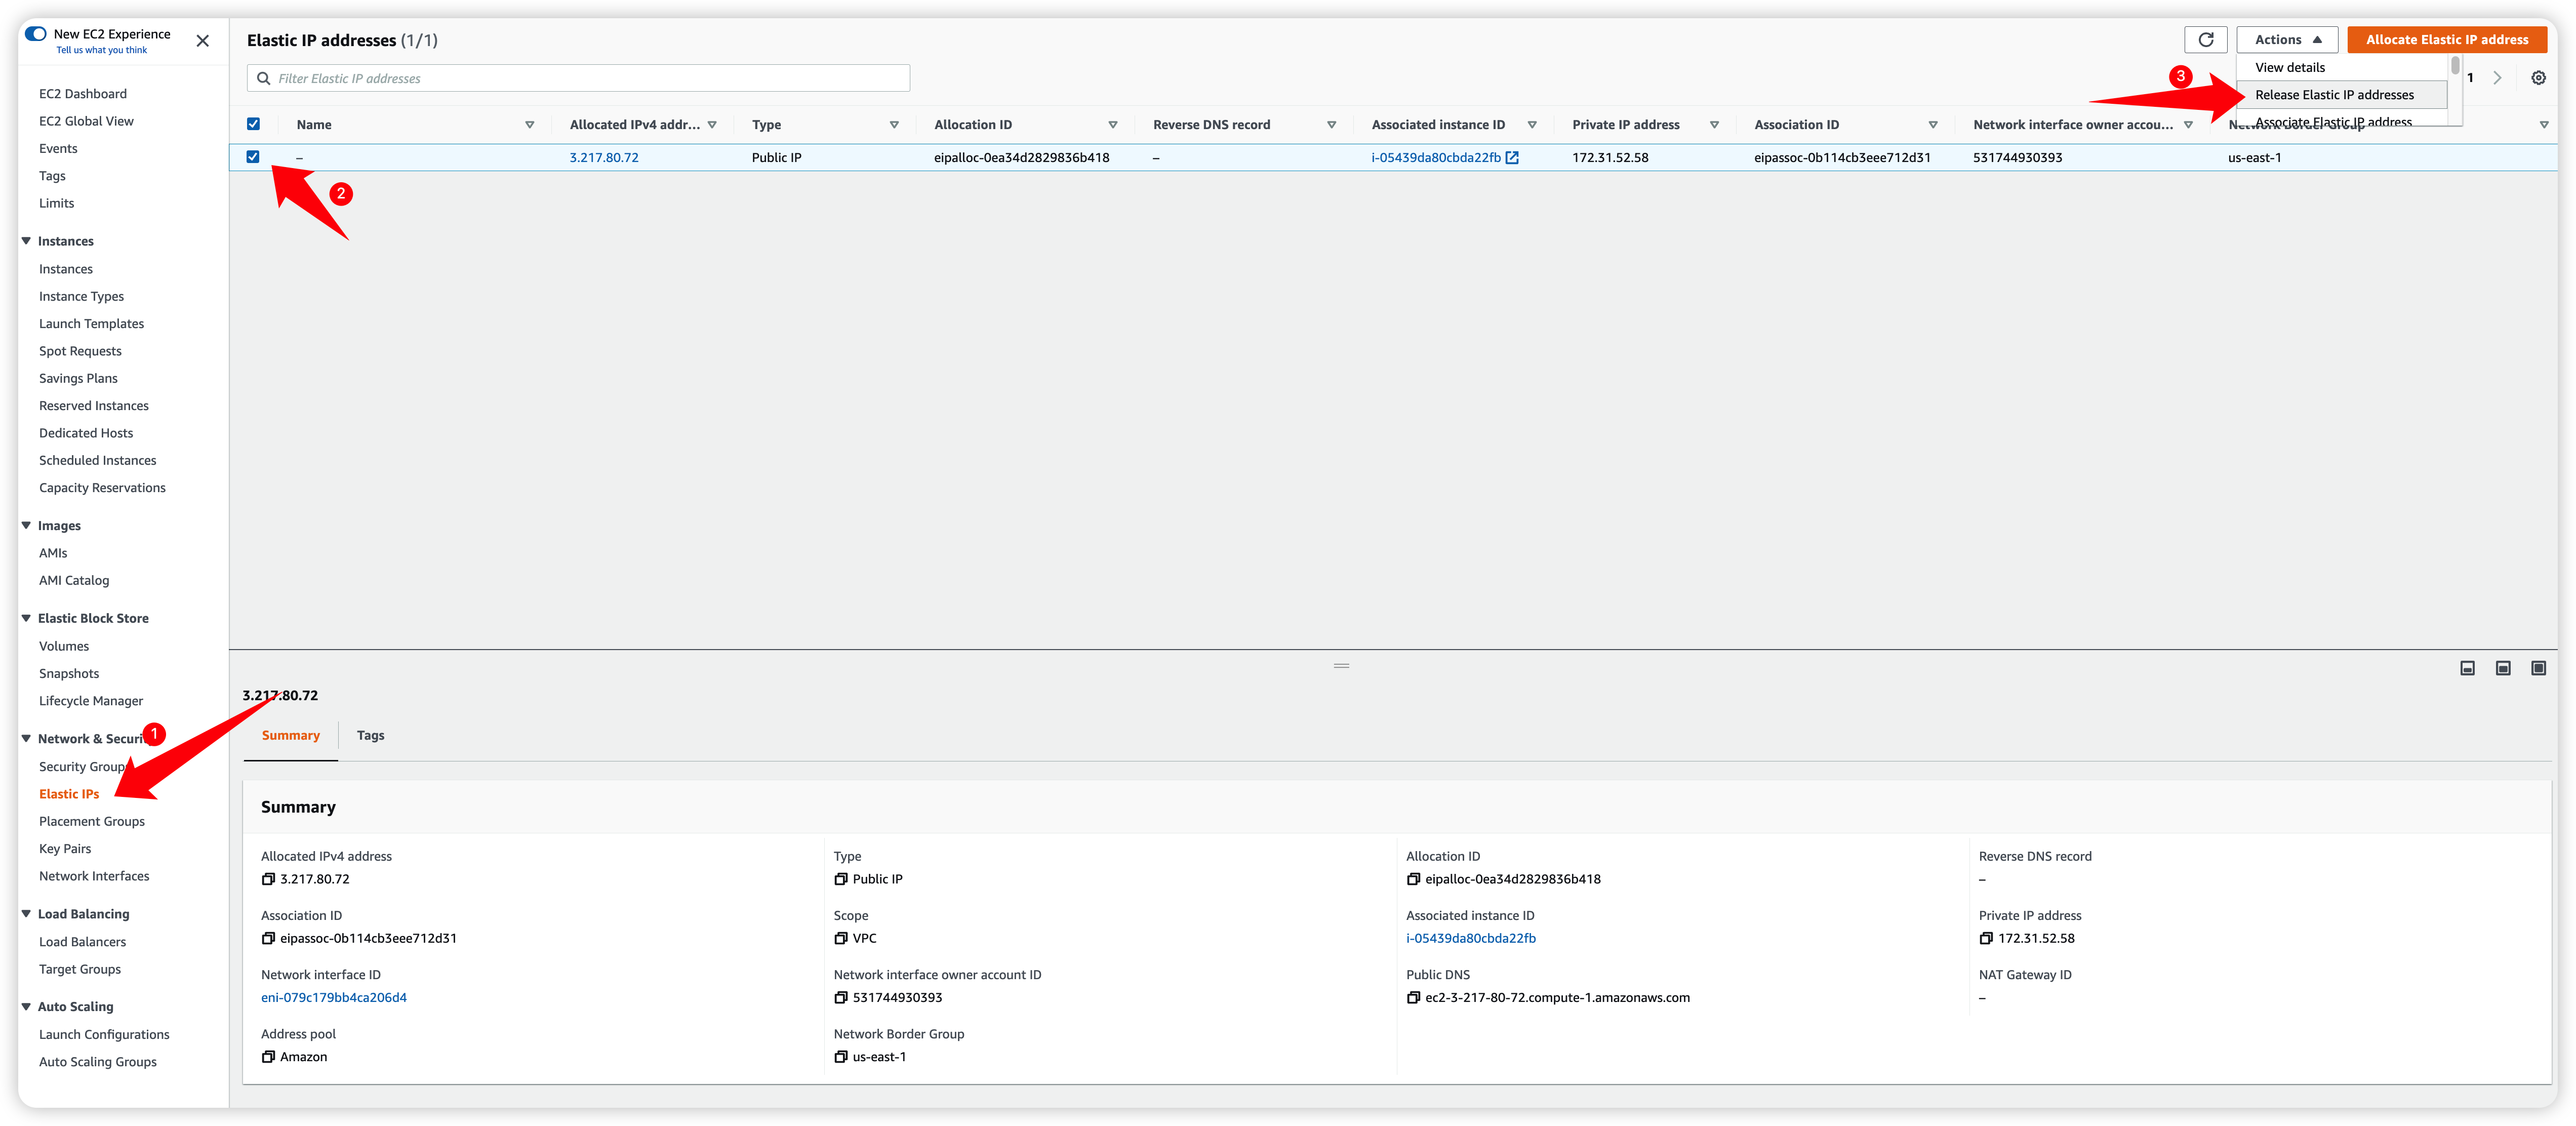 New EC2 Experience
Tell us what you think
EC2 Dashboard
EC2 Global View
Events
Tags
Limits
Instances
Instances
Instance Types
Launch Templates
Spot Requests
Savings Plans
Reserved Instances
Dedicated Hosts
Scheduled Instances
Capacity Reservations
Images
AMIs
AMI Catalog
Elastic Block Store
Volumes
Snapshots
Lifecycle Manager
Network & Securi
1
Security Group
Elastic IPs
Placement Groups
Key Pairs
Network Interfaces
Load Balancing
Load Balancers
Target Groups
Auto Scaling
Launch Configurations
Auto Scaling Groups
Elastic IP addresses (1/1)
Actions
Allocate Elastic IP address
Filter Elastic IP addresses
View details
3
1
Release Elastic IP addresses
Associate Elastic IP address
Name Allocated IPv4 addr... Type Allocation ID Reverse DNS record Associated instance ID Private IP address Association ID Network interface owner accou...
– 3.217.80.72 Public IP eipalloc-0ea34d2829836b418 – i-05439da80cbda22fb 172.31.52.58 eipassoc-0b114cb3eee712d31 531744930393 us-east-1
2
3.217.80.72
Summary Tags
Summary
Allocated IPv4 address Type Allocation ID Reverse DNS record
3.217.80.72 Public IP eipalloc-0ea34d2829836b418 –
Association ID Scope Associated instance ID Private IP address
eipassoc-0b114cb3eee712d31 VPC i-05439da80cbda22fb 172.31.52.58
Network interface ID Network interface owner account ID Public DNS NAT Gateway ID
eni-079c179bb4ca206d4 531744930393 ec2-3-217-80-72.compute-1.amazonaws.com –
Address pool Network Border Group
Amazon us-east-1